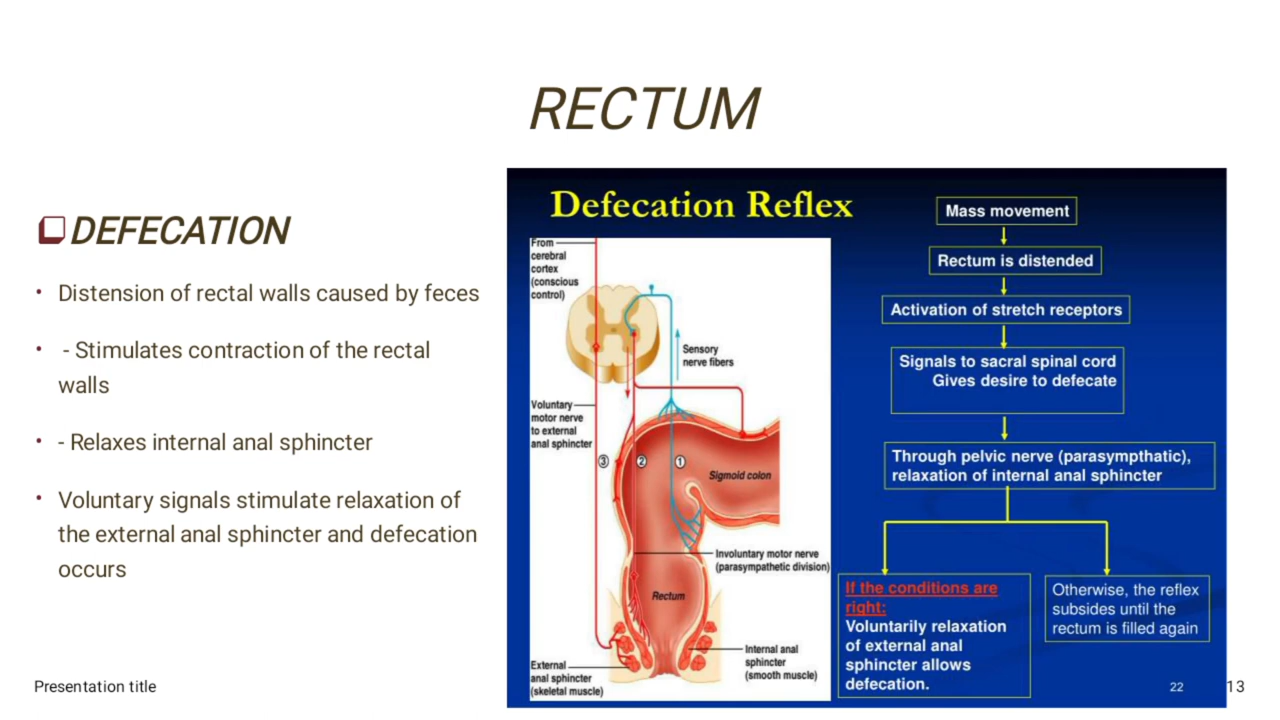 RECTUM
DEFECATION
• Distension of rectal walls caused by feces
• - Stimulates contraction of the rectal
walls
• - Relaxes internal anal sphincter
• Voluntary signals stimulate relaxation of
the external anal sphincter and defecation
occurs
Presentation title
Defecation Reflex
From
cerebral
cortex
(conscious
control)
Sensory
nerve fibers
Voluntary
motor nerve
to external
anal sphincter
3
2
1
Sigmoid colon
Involuntary motor nerve
(parasympathetic division)
Rectum
Internal anal
sphincter
(smooth muscle)
External
anal sphincter
(skeletal muscle)
Mass movement
Rectum is distended
Activation of stretch receptors
Signals to sacral spinal cord
Gives desire to defecate
Through pelvic nerve (parasympthatic),
relaxation of internal anal sphincter
If the conditions are
right:
Voluntarily relaxation
of external anal
sphincter allows
defecation.
Otherwise, the reflex
subsides until the
rectum is filled again
22
13